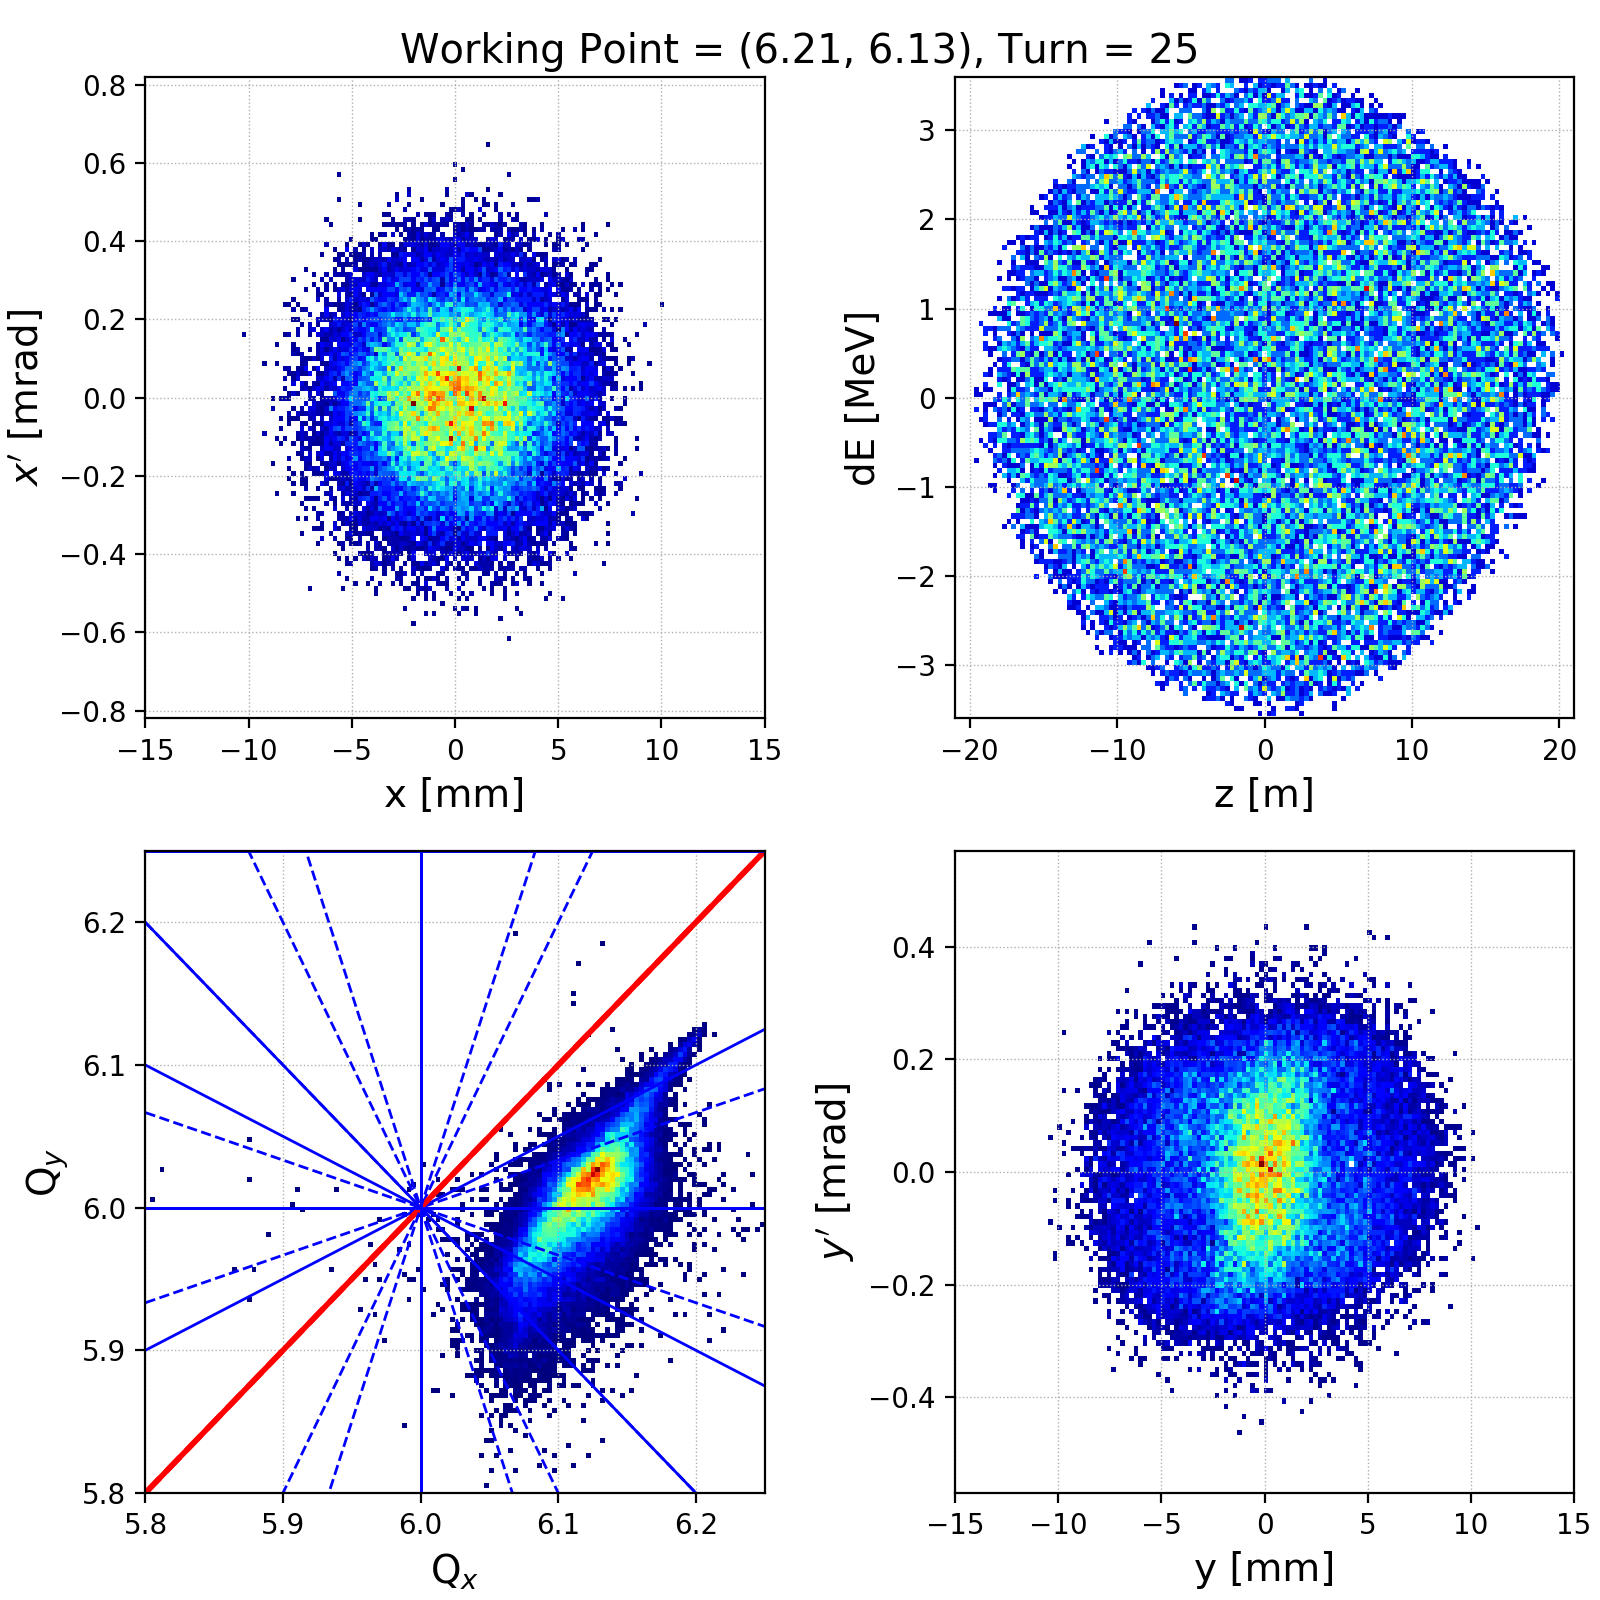 Working Point = (6.21, 6.13), Turn = 25
0.8
0.6
0.4
0.2
0.0
−0.2
−0.4
−0.6
−0.8
x′ [mrad]
−15 −10 −5 0 5 10 15
x [mm]
3
2
1
0
−1
−2
−3
dE [MeV]
−20 −10 0 10 20
z [m]
6.2
6.1
6.0
5.9
5.8
Qy
5.8 5.9 6.0 6.1 6.2
Qx
0.4
0.2
0.0
−0.2
−0.4
y′ [mrad]
−15 −10 −5 0 5 10 15
y [mm]